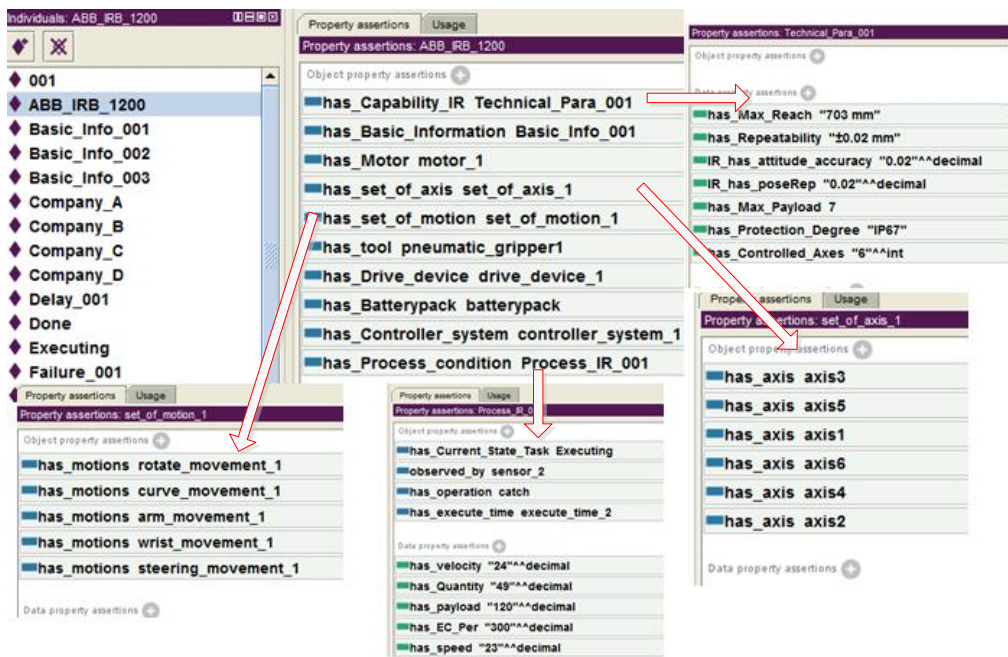 Individuals: ABB_IRB_1200
001
ABB_IRB_1200
Basic_Info_001
Basic_Info_002
Basic_Info_003
Company_A
Company_B
Company_C
Company_D
Delay_001
Done
Executing
Failure_001
Property assertions Usage
Property assertions: ABB_IRB_1200
Object property assertions
has_Capability_IR Technical_Para_001
has_Basic_Information Basic_Info_001
has_Motor motor_1
has_set_of_axis set_of_axis_1
has_set_of_motion set_of_motion_1
has_tool pneumatic_gripper1
has_Drive_device drive_device_1
has_Batterypack batterypack
has_Controller_system controller_system_1
has_Process_condition Process_IR_001
Property assertions: Technical_Para_001
Object property assertions
Data property assertions
has_Max_Reach "703 mm"
has_Repeatability "±0.02 mm"
IR_has_attitude_accuracy "0.02"^^decimal
IR_has_poseRep "0.02"^^decimal
has_Max_Payload 7
has_Protection_Degree "IP67"
has_Controlled_Axes "6"^^int
Property assertions Usage
Property assertions: set_of_axis_1
Object property assertions
has_axis axis3
has_axis axis5
has_axis axis1
has_axis axis6
has_axis axis4
has_axis axis2
Data property assertions
Property assertions Usage
Property assertions: set_of_motion_1
Object property assertions
has_motions rotate_movement_1
has_motions curve_movement_1
has_motions arm_movement_1
has_motions wrist_movement_1
has_motions steering_movement_1
Data property assertions
Property assertions Usage
Property assertions: Process_IR_0
Object property assertions
has_Current_State_Task Executing
observed_by sensor_2
has_operation catch
has_execute_time execute_time_2
Data property assertions
has_velocity "24"^^decimal
has_Quantity "49"^^decimal
has_payload "120"^^decimal
has_EC_Per "300"^^decimal
has_speed "23"^^decimal